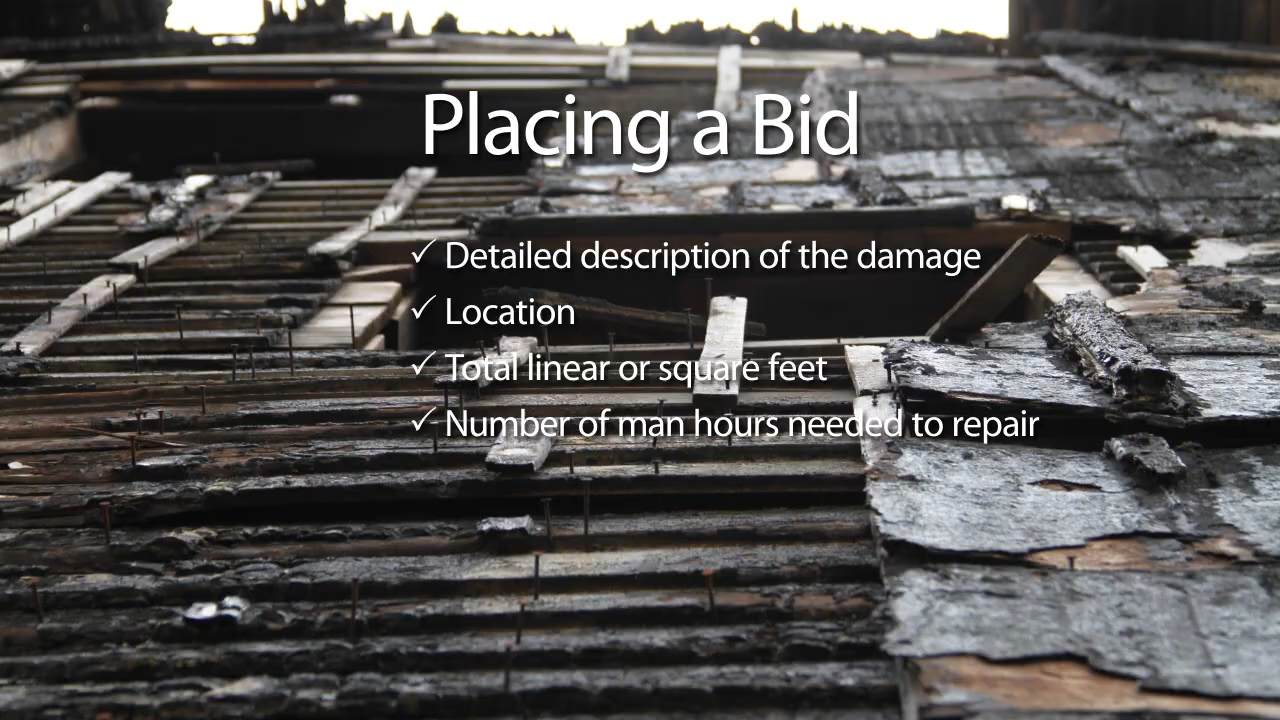 Placing a Bid
✓ Detailed description of the damage
✓ Location
✓ Total linear or square feet
✓ Number of man hours needed to repair